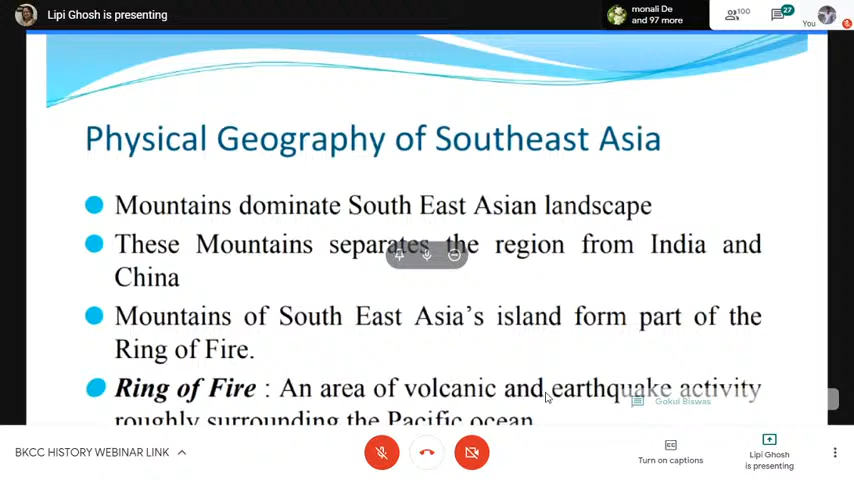 Lipi Ghosh is presenting
monali De
and 97 more
100
27
You
Physical Geography of Southeast Asia
Mountains dominate South East Asian landscape
These Mountains separates the region from India and
China
Mountains of South East Asia's island form part of the
Ring of Fire.
Ring of Fire : An area of volcanic and earthquake activity
roughly surrounding the Pacific ocean
Gokul Biswas
BKCC HISTORY WEBINAR LINK
CC
Turn on captions
Lipi Ghosh
is presenting